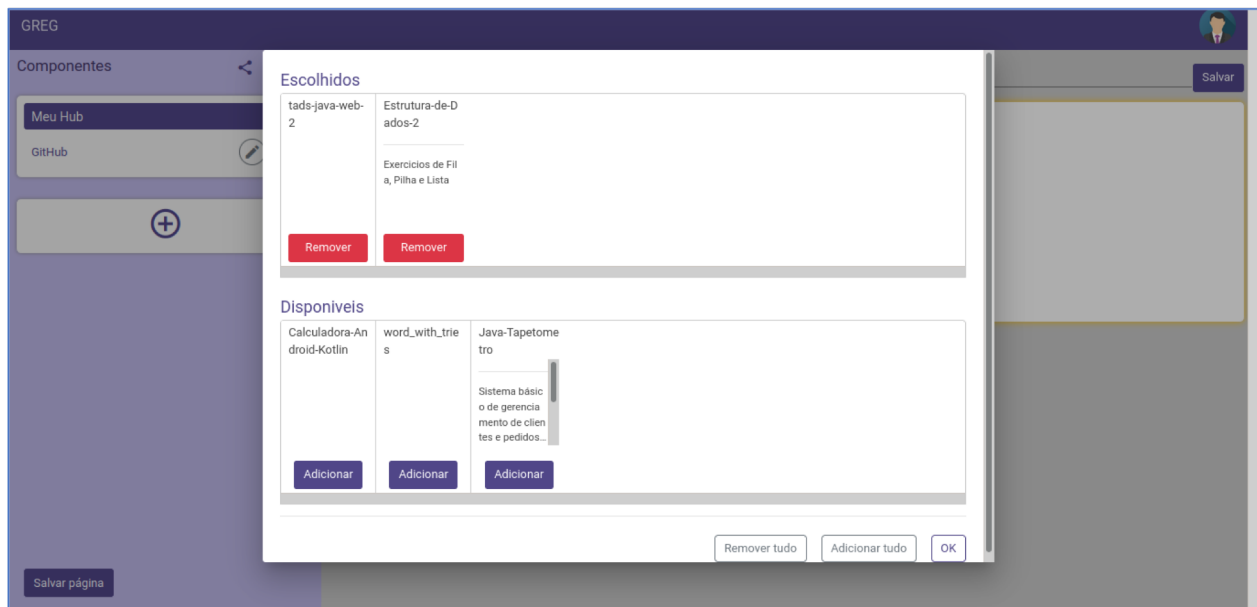 GREG
Componentes
Salvar
Meu Hub
GitHub
Salvar página
Escolhidos
tads-java-web-
2
Remover
Estrutura-de-D
ados-2
Exercicios de Fil
a, Pilha e Lista
Remover
Disponiveis
Calculadora-An
droid-Kotlin
Adicionar
word_with_trie
s
Adicionar
Java-Tapetome
tro
Sistema básic
o de gerencia
mento de clien
tes e pedidos...
Adicionar
Remover tudo
Adicionar tudo
OK